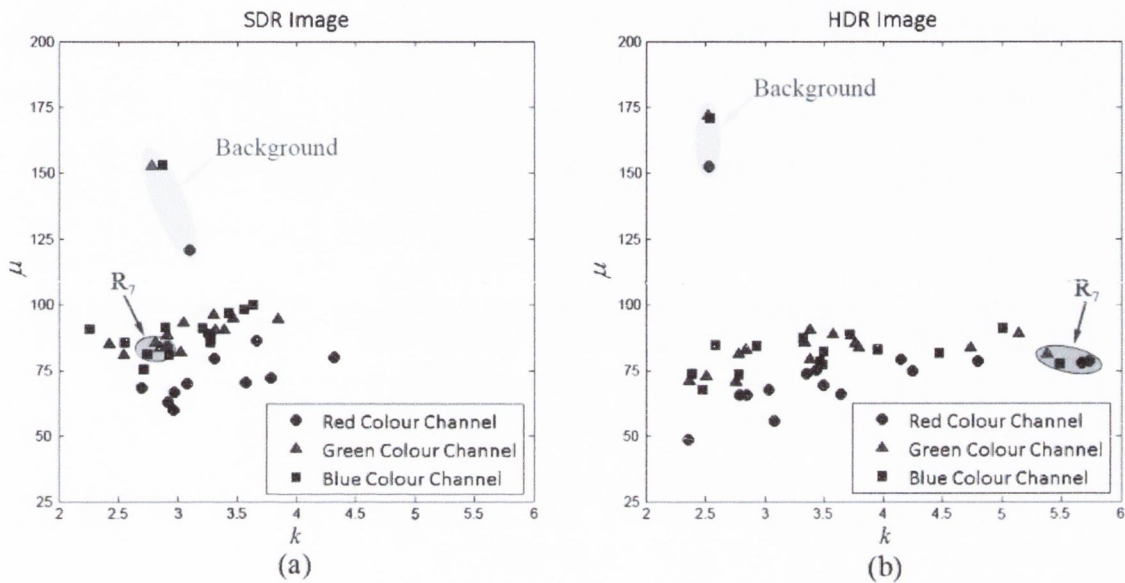 SDR Image
200
175
150
125
100
75
50
25
μ
Background
R7
Red Colour Channel
Green Colour Channel
Blue Colour Channel
2 2.5 3 3.5 4 4.5 5 5.5 6
k
(a)
HDR Image
200
175
150
125
100
75
50
25
μ
Background
R7
Red Colour Channel
Green Colour Channel
Blue Colour Channel
2 2.5 3 3.5 4 4.5 5 5.5 6
k
(b)